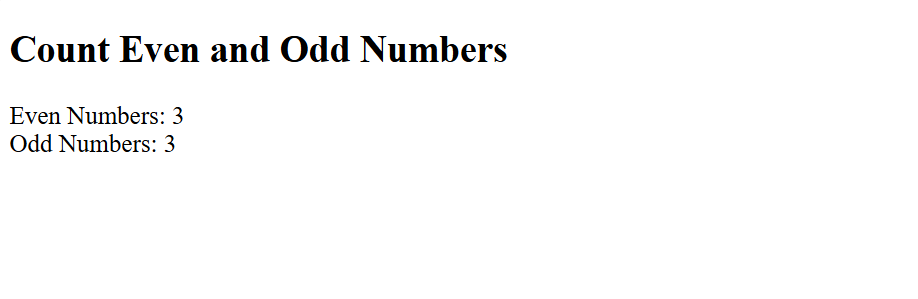 Count Even and Odd Numbers
Even Numbers: 3
Odd Numbers: 3